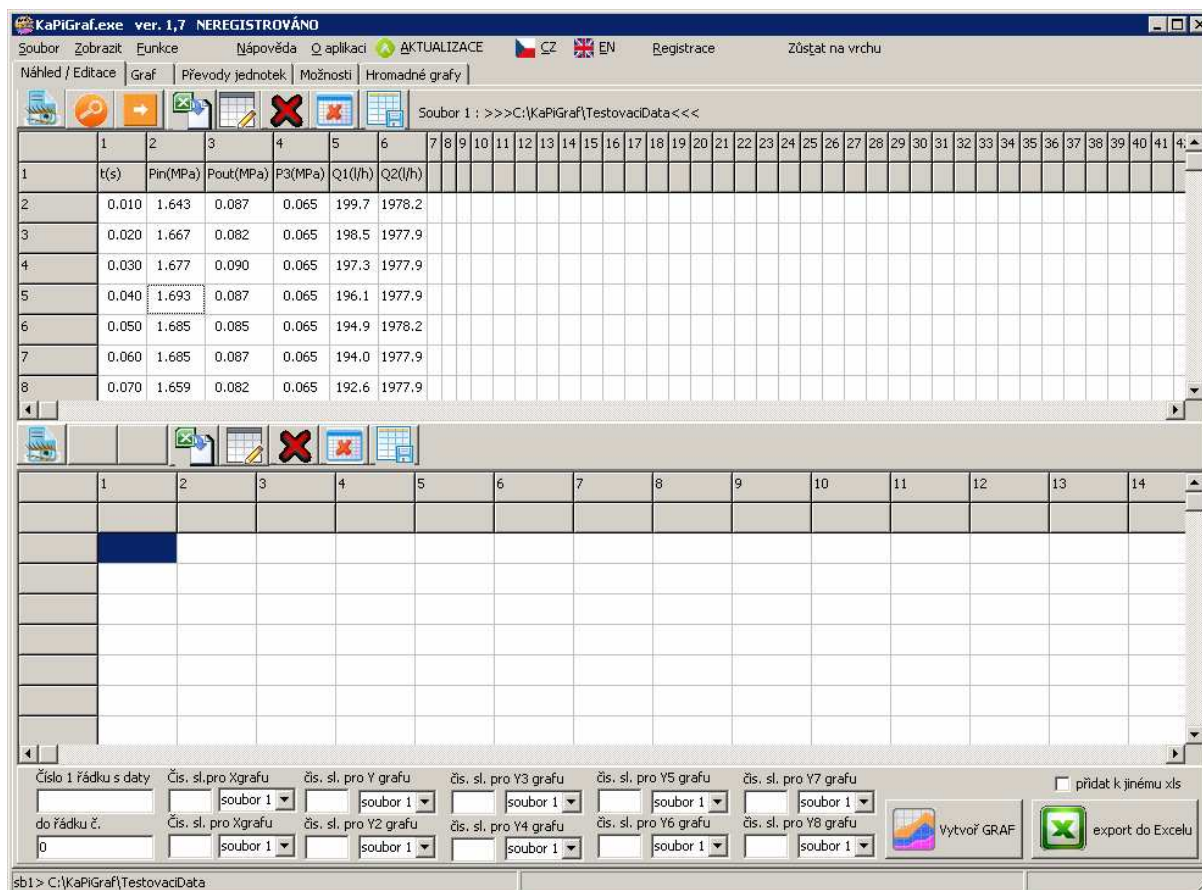 KaPiGraf.exe ver. 1,7 NEREGISTROVÁNO
Soubor Zobrazit Funkce Nápověda O aplikaci AKTUALIZACE CZ EN Registrace Zůstat na vrchu
Náhled / Editace Graf Převody jednotek Možnosti Hromadné grafy
Soubor 1 : >>>C:\KaPiGraf\TestovaciData<<<
1 2 3 4 5 6 7 8 9 10 11 12 13 14 15 16 17 18 19 20 21 22 23 24 25 26 27 28 29 30 31 32 33 34 35 36 37 38 39 40 41
1 t(s) Pin(MPa) Pout(MPa) P3(MPa) Q1(l/h) Q2(l/h)
2 0.010 1.643 0.087 0.065 199.7 1978.2
3 0.020 1.667 0.082 0.065 198.5 1977.9
4 0.030 1.677 0.090 0.065 197.3 1977.9
5 0.040 1.693 0.087 0.065 196.1 1977.9
6 0.050 1.685 0.085 0.065 194.9 1978.2
7 0.060 1.685 0.087 0.065 194.0 1977.9
8 0.070 1.659 0.082 0.065 192.6 1977.9
1 2 3 4 5 6 7 8 9 10 11 12 13 14
Číslo 1 řádku s daty Čis. sl.pro Xgrafu čis. sl. pro Y grafu čis. sl. pro Y3 grafu čis. sl. pro Y5 grafu čis. sl. pro Y7 grafu přidat k jinému xls
soubor 1 soubor 1 soubor 1 soubor 1 soubor 1
do řádku č. Čis. sl. pro Xgrafu čis. sl. pro Y2 grafu čis. sl. pro Y4 grafu čis. sl. pro Y6 grafu čis. sl. pro Y8 grafu Vytvoř GRAF export do Excelu
0 soubor 1 soubor 1 soubor 1 soubor 1 soubor 1
sb1> C:\KaPiGraf\TestovaciData